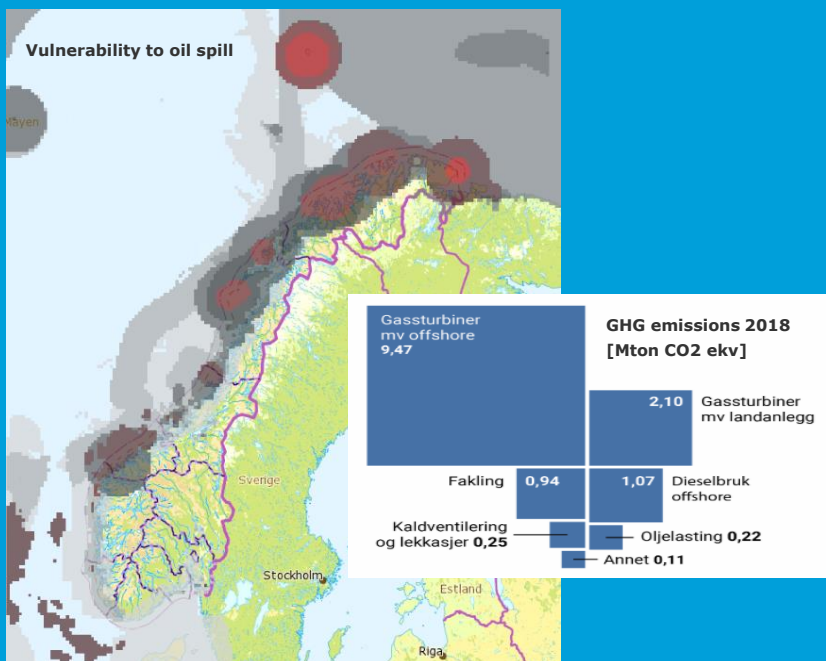 Vulnerability to oil spill
Mayen
Sverige
Stockholm
Estland
Riga
GHG emissions 2018
[Mton CO2 ekv]
Gassturbiner
mv offshore
9,47
2,10
Gassturbiner
mv landanlegg
Fakling
0,94
1,07
Dieselbruk
offshore
Kaldventilering
og lekkasjer 0,25
Oljelasting 0,22
Annet 0,11